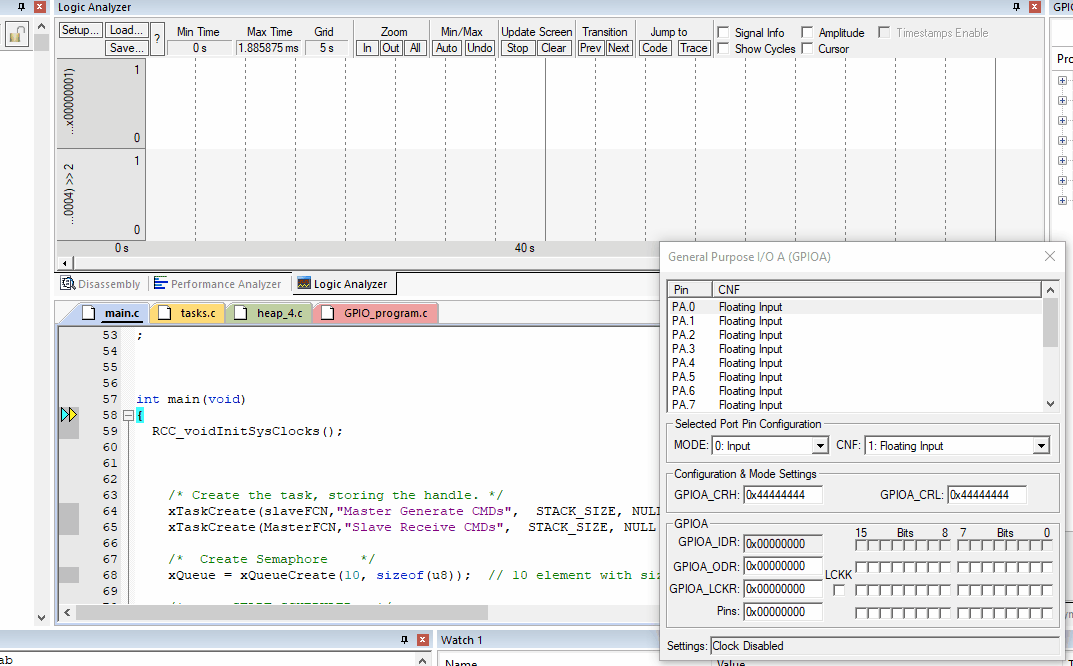 Logic Analyzer
GPIO
Setup... Load... Save... ?
Min Time Max Time Grid Zoom Min/Max Update Screen Transition Jump to Signal Info Amplitude Timestamps Enable
0 s 1.885875 ms 5 s In Out All Auto Undo Stop Clear Prev Next Code Trace Show Cycles Cursor
Pro
...x00000001) 1
0
...0004) >> 2 1
0
0 s 40 s
Disassembly Performance Analyzer Logic Analyzer
main.c tasks.c heap_4.c GPIO_program.c
53 ;
54
55
56
57 int main(void)
58 {
59 RCC_voidInitSysClocks();
60
61
62
63 /* Create the task, storing the handle. */
64 xTaskCreate(slaveFCN,"Master Generate CMDs", STACK_SIZE, NULL
65 xTaskCreate(MasterFCN,"Slave Receive CMDs", STACK_SIZE, NULL
66
67 /* Create Semaphore */
68 xQueue = xQueueCreate(10, sizeof(u8)); // 10 element with siz
69
General Purpose I/O A (GPIOA)
Pin CNF
PA.0 Floating Input
PA.1 Floating Input
PA.2 Floating Input
PA.3 Floating Input
PA.4 Floating Input
PA.5 Floating Input
PA.6 Floating Input
PA.7 Floating Input
Selected Port Pin Configuration
MODE: 0: Input CNF: 1: Floating Input
Configuration & Mode Settings
GPIOA_CRH: 0x44444444 GPIOA_CRL: 0x44444444
GPIOA
15 Bits 8 7 Bits 0
GPIOA_IDR: 0x00000000
GPIOA_ODR: 0x00000000
LCKK
GPIOA_LCKR: 0x00000000
Pins: 0x00000000
Settings: Clock Disabled
Watch 1
ab
Name Value